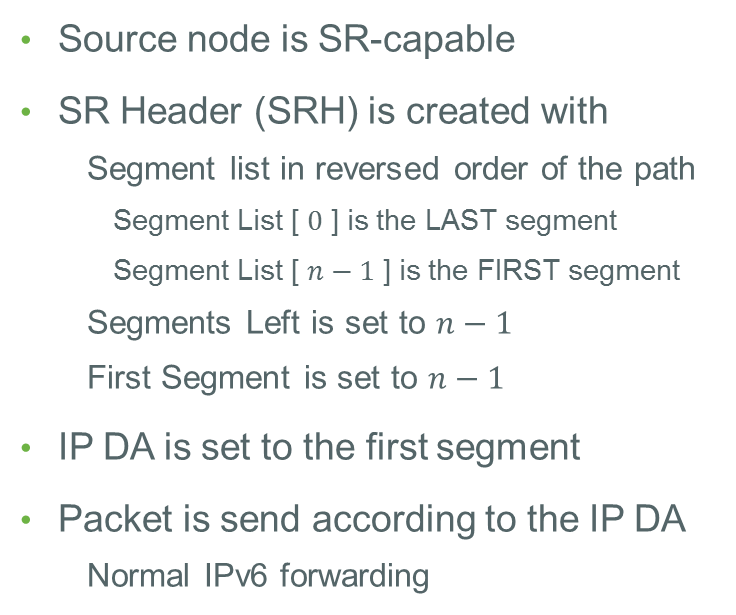 • Source node is SR-capable
• SR Header (SRH) is created with
Segment list in reversed order of the path
Segment List [ 0 ] is the LAST segment
Segment List [ n − 1 ] is the FIRST segment
Segments Left is set to n − 1
First Segment is set to n − 1
• IP DA is set to the first segment
• Packet is send according to the IP DA
Normal IPv6 forwarding